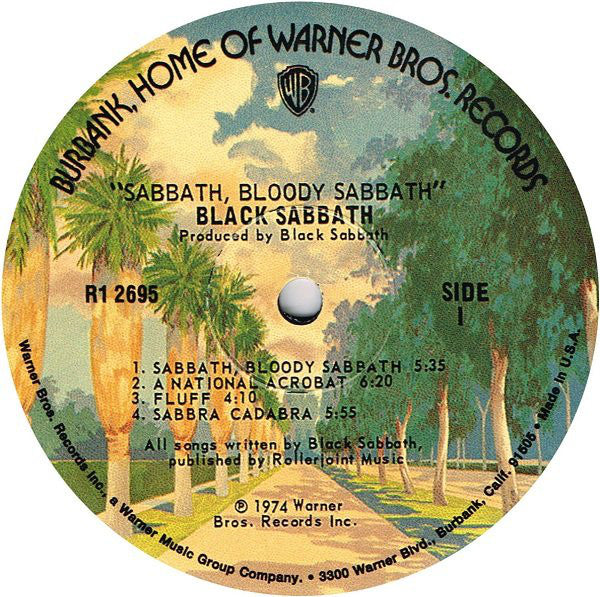 BURBANK, HOME OF WARNER BROS. RECORDS
WB
"SABBATH, BLOODY SABBATH"
BLACK SABBATH
Produced by Black Sabbath
R1 2695
SIDE
1
1. SABBATH, BLOODY SABBATH 5:35
2. A NATIONAL ACROBAT 6:20
3. FLUFF 4:10
4. SABBRA CADABRA 5:55
All songs written by Black Sabbath,
published by Rollerjoint Music
℗ 1974 Warner
Bros. Records Inc.
Warner Bros. Records Inc., a Warner Music Group Company. • 3300 Warner Blvd., Burbank, Calif. 91505 • Made in U.S.A.